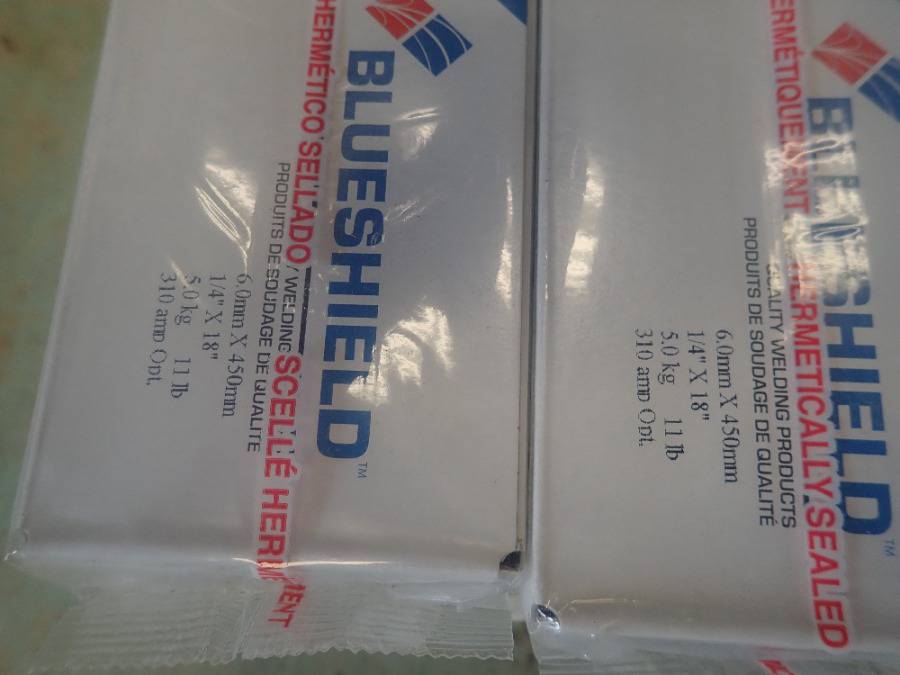 HERMÉTICO SELLADO
SCELLÉ
BLUESHIELD™
WELDING
PRODUITS DE SOUDAGE DE QUALITÉ
6.0mm X 450mm
1/4" X 18"
5.0 kg 11 lb
310 amp Opt.
HERMETICALLY SEALED
BLUESHIELD™
QUALITY WELDING PRODUCTS
PRODUITS DE SOUDAGE DE QUALITÉ
6.0mm X 450mm
1/4" X 18"
5.0 kg 11 lb
310 amp Opt.